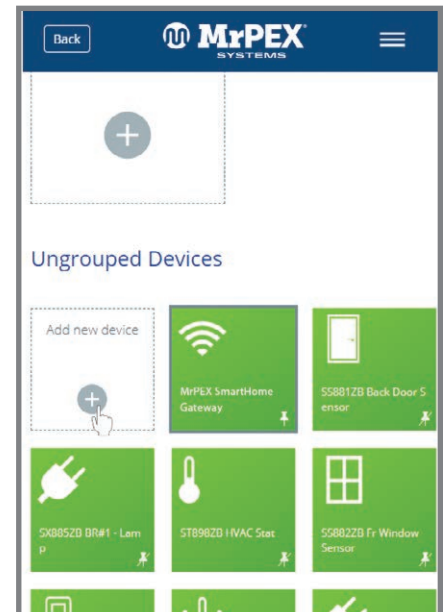 Back
MrPEX
SYSTEMS
Ungrouped Devices
Add new device
MrPEX SmartHome
Gateway
SS881ZB Back Door S
ensor
SX885ZB BR#1 - Lam
p
ST898ZB HVAC Stat
SS882ZB Fr Window
Sensor